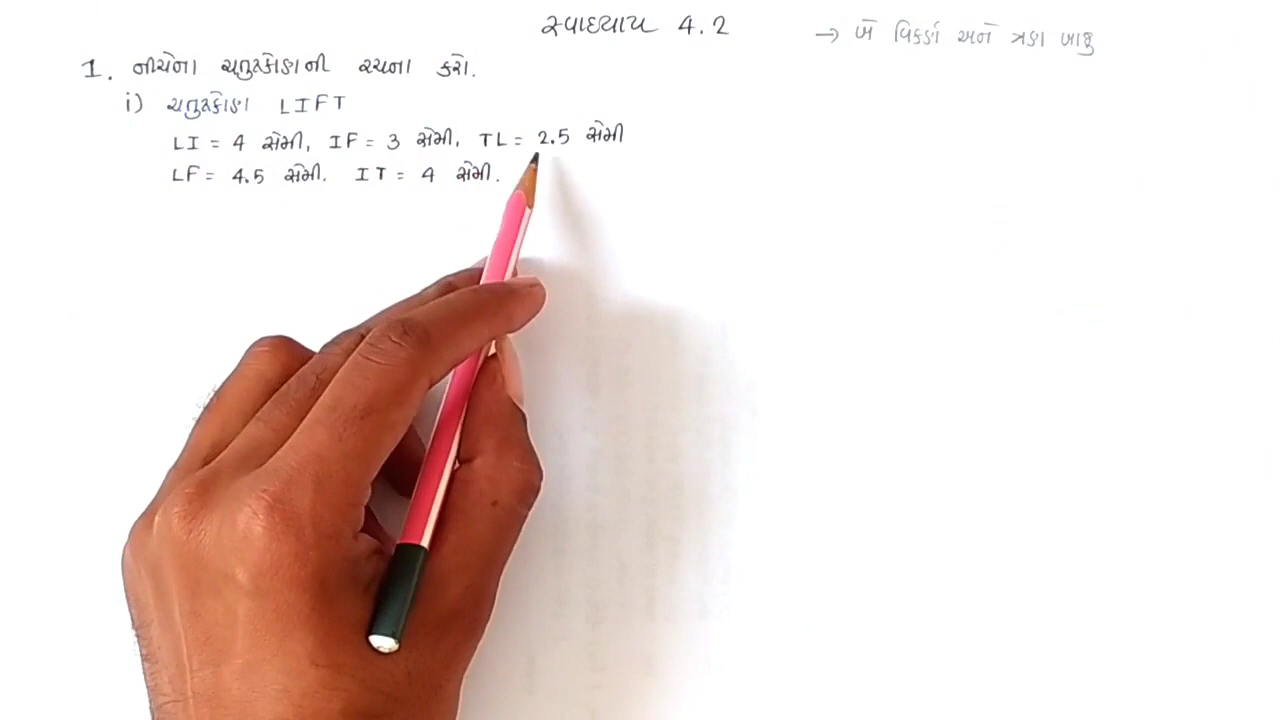 સ્વાધ્યાય 4.2
→ બે વિકર્ણ અને ત્રણ બાજુ
1. નીચેના ચતુષ્કોણની રચના કરો.
i) ચતુષ્કોણ LIFT
LI = 4 સેમી, IF = 3 સેમી, TL = 2.5 સેમી
LF = 4.5 સેમી. IT = 4 સેમી.